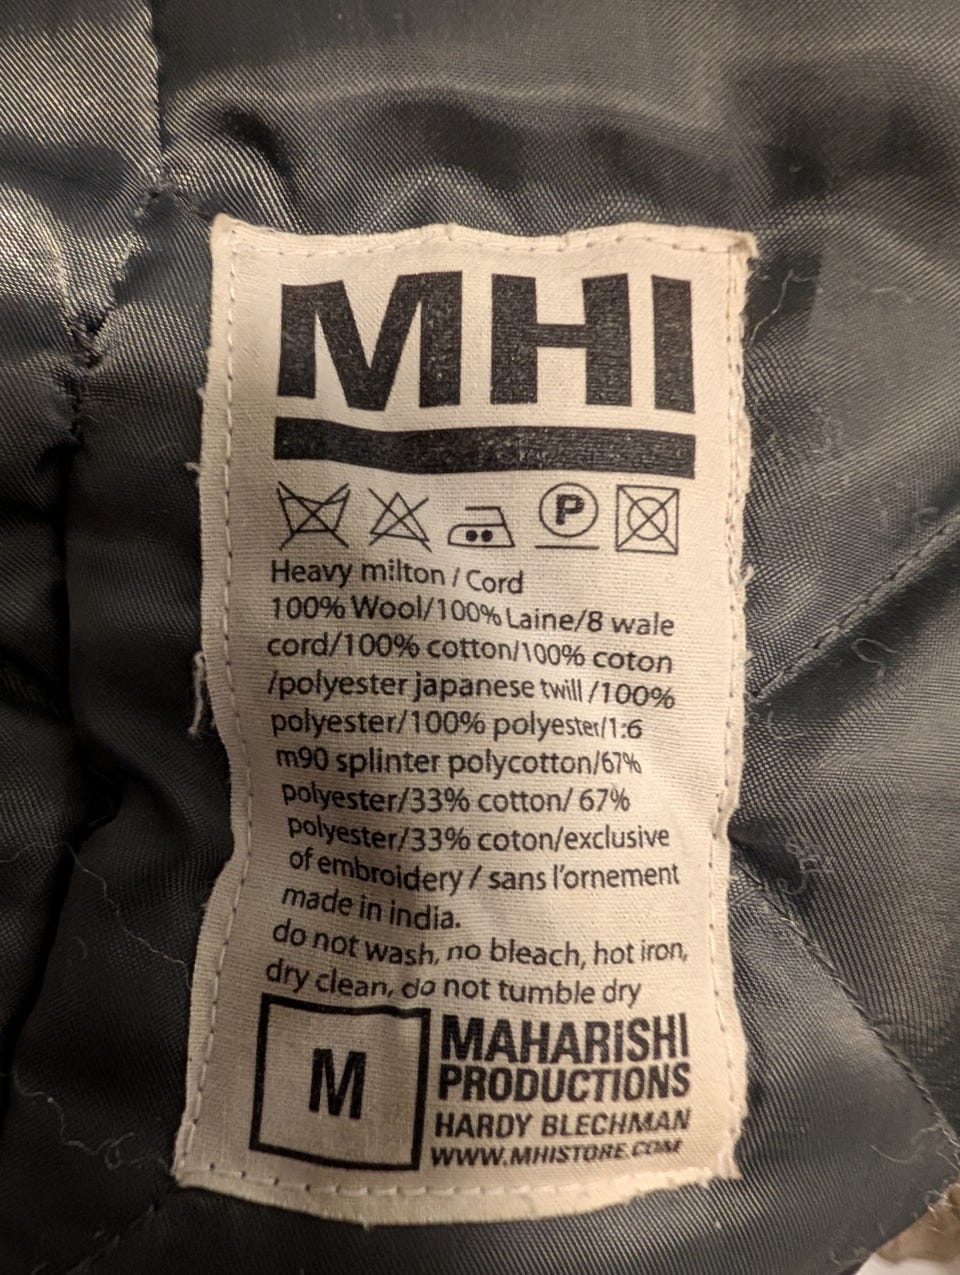 MHI
P
Heavy milton / Cord
100% Wool/100% Laine/8 wale
cord/100% cotton/100% coton
/polyester japanese twill /100%
polyester/100% polyester/1:6
m90 splinter polycotton/67%
polyester/33% cotton/ 67%
polyester/33% coton/exclusive
of embroidery / sans l'ornement
made in india.
do not wash, no bleach, hot iron,
dry clean, do not tumble dry
M
MAHARiSHI
PRODUCTIONS
HARDY BLECHMAN
WWW.MHISTORE.COM